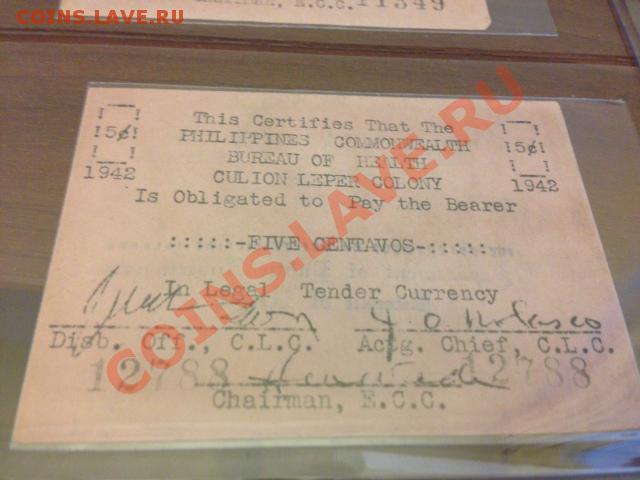 COINS.LAVE.RU
Chairman, E.C.C. 11349
This Certifies That The
!5¢! PHILIPPINES COMMONWEALTH !5¢!
BUREAU OF HEALTH
1942 CULION LEPER COLONY 1942
Is Obligated to Pay the Bearer
:::::-FIVE CENTAVOS-:::::
In Legal Tender Currency
Disb. Off., C.L.C. Actg. Chief, C.L.C.
12788 12788
Chairman, E.C.C.
COINS.LAVE.RU